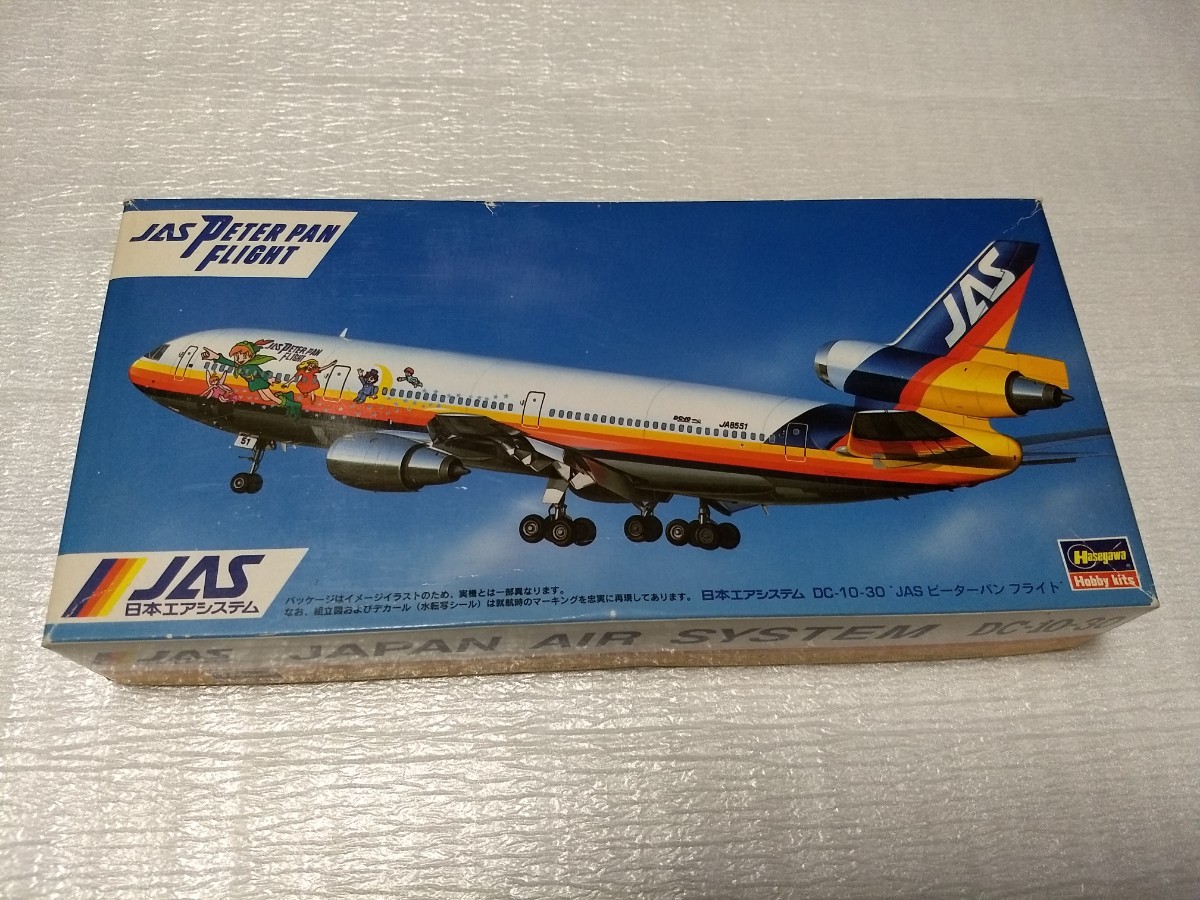 JAS PETER PAN
FLIGHT
JAS PETER PAN
FLIGHT
JAS
51
DC-10
JA8551
JAS
日本エアシステム
パッケージはイメージイラストのため、実機とは一部異なります。
なお、組立図およびデカール（水転写シール）は就航時のマーキングを忠実に再現してあります。
日本エアシステム DC-10-30 "JAS ピーターパン フライト"
Hasegawa
Hobby kits
JAS JAPAN AIR SYSTEM DC-10-30